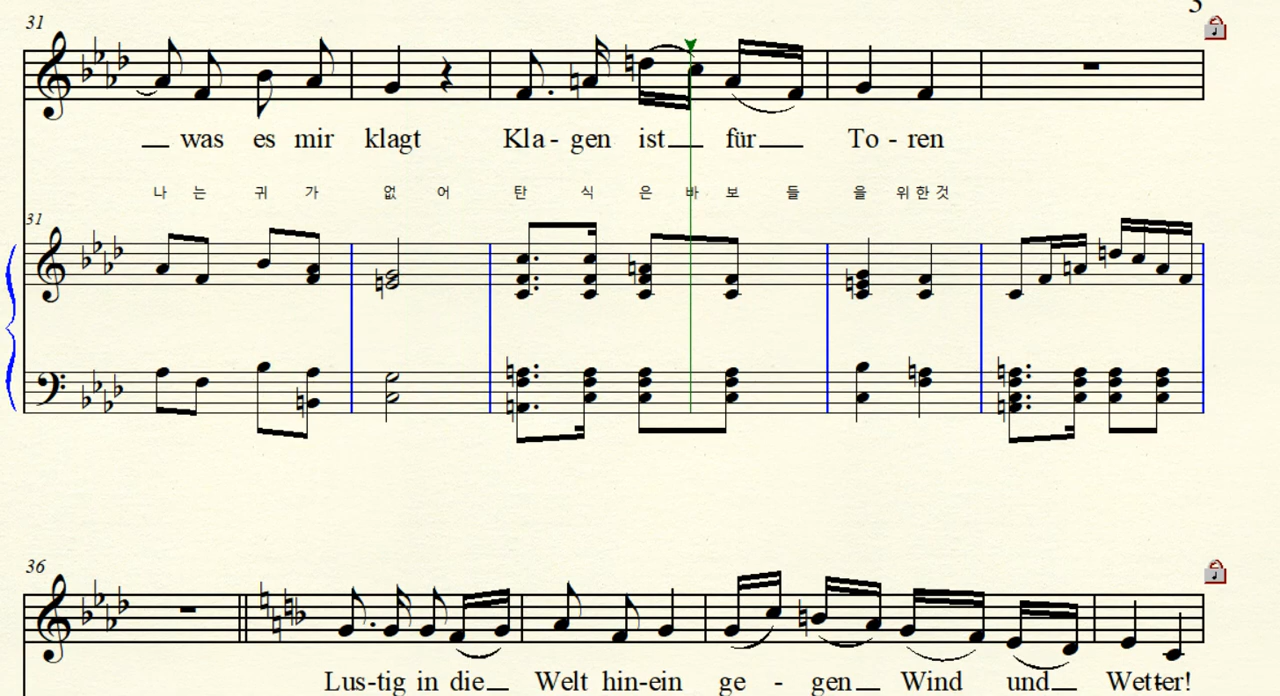 31
was es mir klagt Kla - gen ist für To - ren
나 는 귀 가 없 어 탄 식 은 바 보 들 을 위 한 것
31
36
Lus-tig in die Welt hin-ein ge - gen Wind und Wetter!